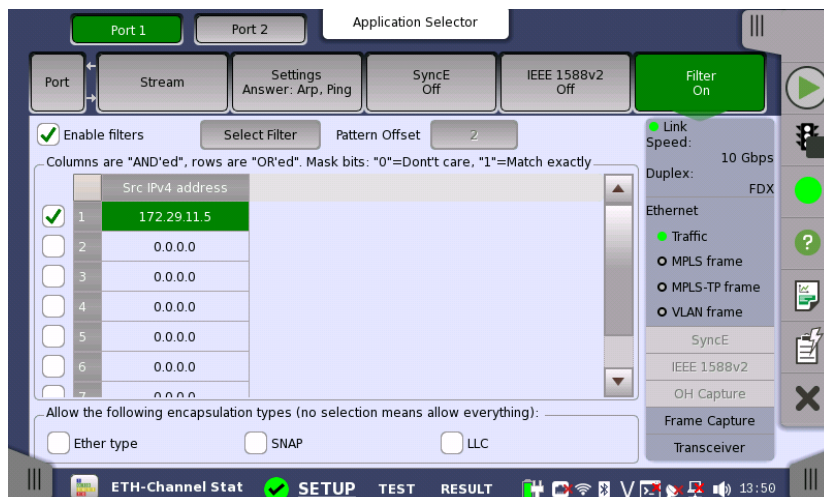 Port 1
Port 2
Application Selector
Port
Stream
Settings
Answer: Arp, Ping
SyncE
Off
IEEE 1588v2
Off
Filter
On
Enable filters
Select Filter
Pattern Offset
2
Columns are "AND'ed", rows are "OR'ed". Mask bits: "0"=Dont't care, "1"=Match exactly
Src IPv4 address
1 172.29.11.5
2 0.0.0.0
3 0.0.0.0
4 0.0.0.0
5 0.0.0.0
6 0.0.0.0
7 0.0.0.0
Allow the following encapsulation types (no selection means allow everything):
Ether type
SNAP
LLC
Link
Speed:
10 Gbps
Duplex:
FDX
Ethernet
Traffic
MPLS frame
MPLS-TP frame
VLAN frame
SyncE
IEEE 1588v2
OH Capture
Frame Capture
Transceiver
ETH-Channel Stat
SETUP
TEST
RESULT
13:50